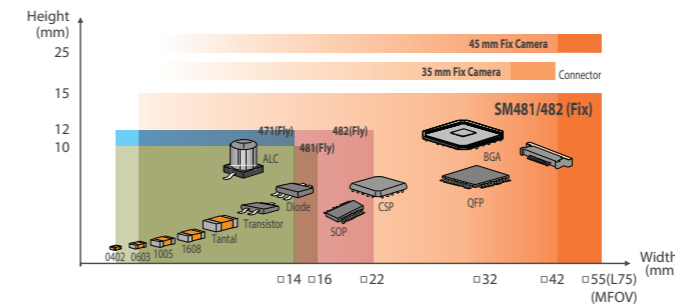 Height
(mm)
25
45 mm Fix Camera
35 mm Fix Camera
Connector
15
SM481/482 (Fix)
12
471(Fly)
482(Fly)
10
481(Fly)
ALC
BGA
Diode
CSP
QFP
Transistor
SOP
Tantal
1608
1005
0603
0402
Width
(mm)
□14 □16 □22 □32 □42 □55(L75)
(MFOV)